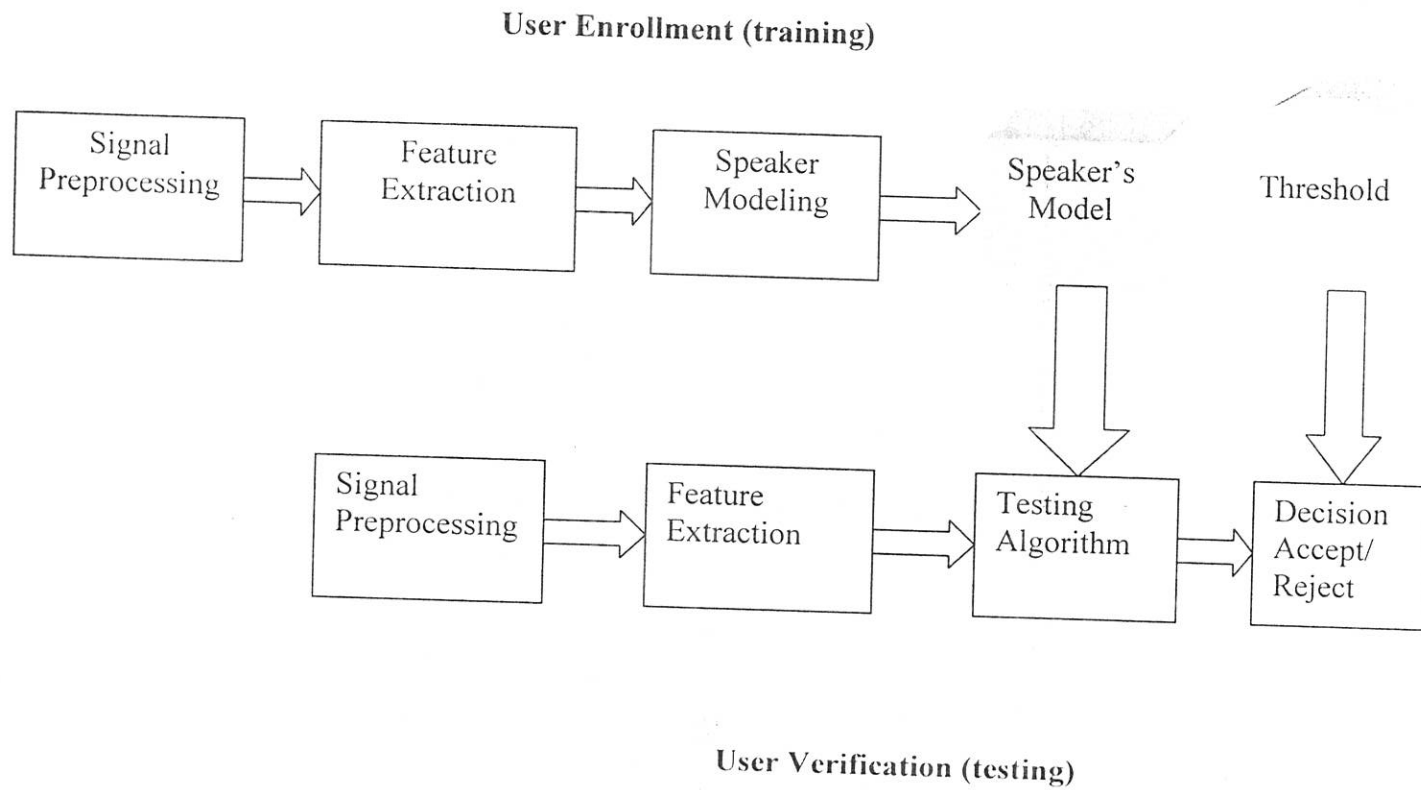 User Enrollment (training)
Signal
Preprocessing
Feature
Extraction
Speaker
Modeling
Speaker's
Model
Threshold
Signal
Preprocessing
Feature
Extraction
Testing
Algorithm
Decision
Accept/
Reject
User Verification (testing)